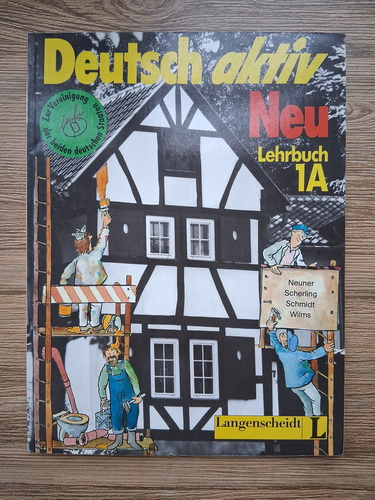 Deutsch aktiv
Neu
Lehrbuch
1A
Zur Vereinigung
der beiden deutschen Staaten
Neuner
Scherling
Schmidt
Wilms
Langenscheidt L